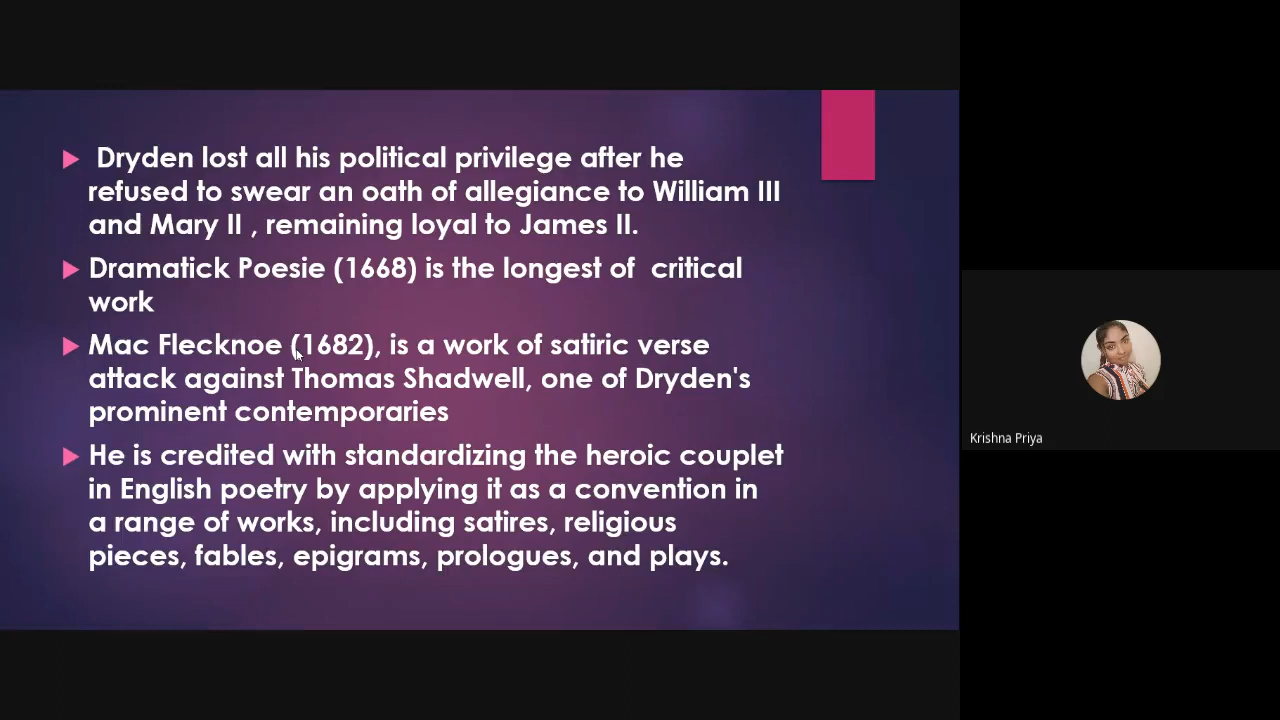 Dryden lost all his political privilege after he
refused to swear an oath of allegiance to William III
and Mary II , remaining loyal to James II.
Dramatick Poesie (1668) is the longest of  critical
work
Mac Flecknoe (1682), is a work of satiric verse
attack against Thomas Shadwell, one of Dryden's
prominent contemporaries
He is credited with standardizing the heroic couplet
in English poetry by applying it as a convention in
a range of works, including satires, religious
pieces, fables, epigrams, prologues, and plays.
Krishna Priya